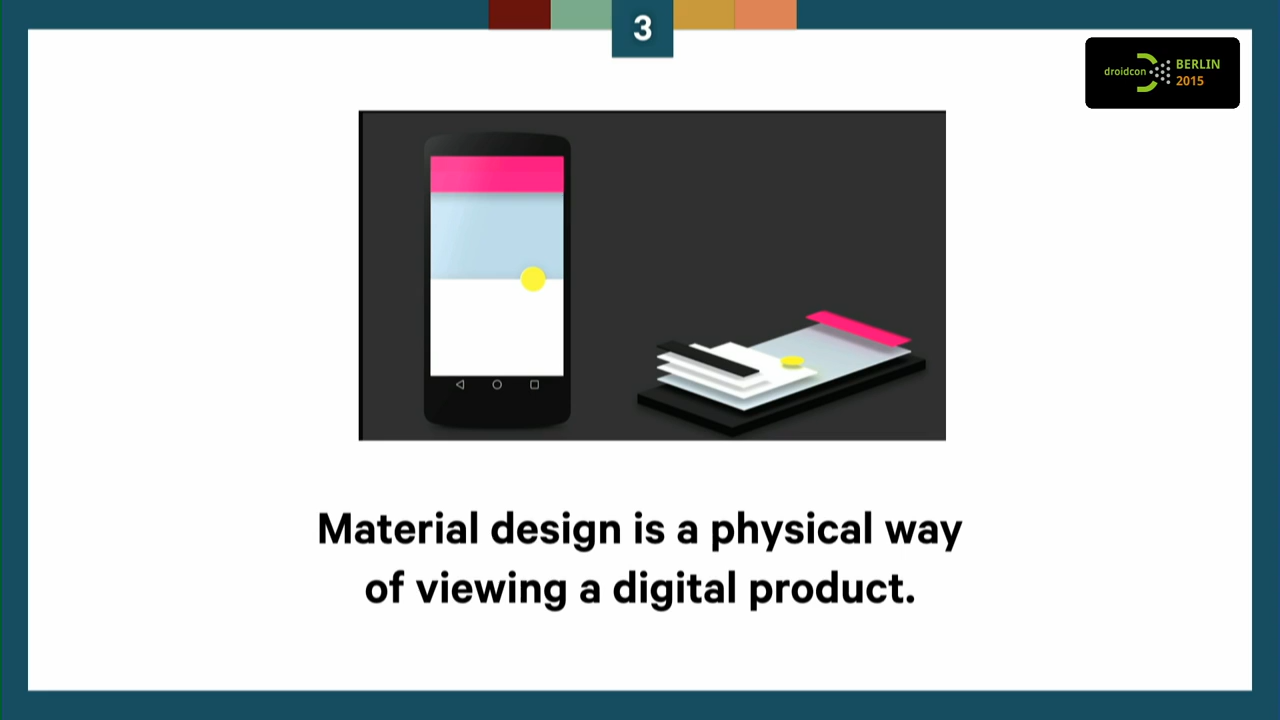 3
droidcon
BERLIN
2015
Material design is a physical way
of viewing a digital product.